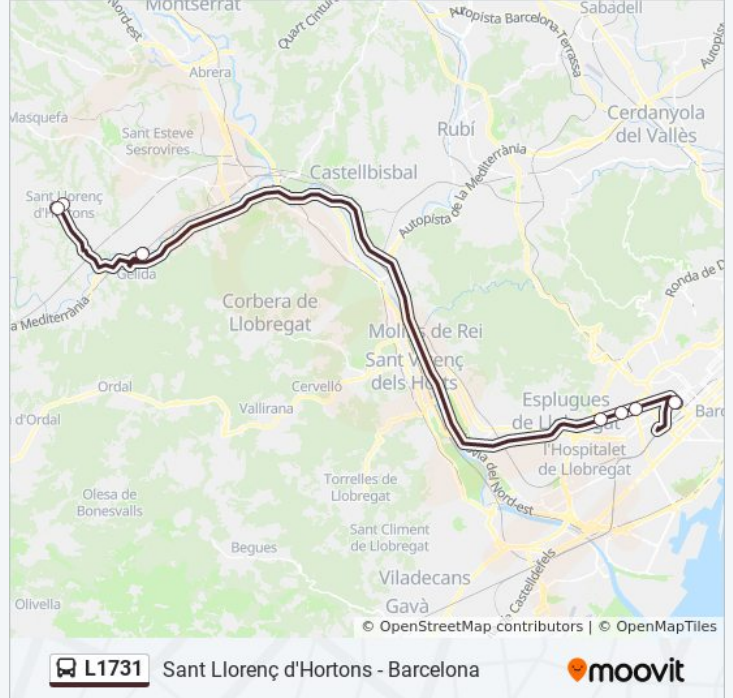 Montserrat
Sabadell
Nord-est
Quart Cintur
Autopista Barcelona-Terrassa
Autopis
Abrera
Masquefa
Cerdanyola
del Vallès
Rubí
Sant Esteve
Sesrovires
Castellbisbal
Autopista de la Mediterrània
Sant Llorenç
d'Hortons
Gelida
Ronda de D
a Mediterrània
Corbera de
Llobregat
Molins de Rei
Sant Vicenç
dels Horts
Ordal
Cervelló
Esplugues
de Llobregat
Barc
Vallirana
d'Ordal
l'Hospitalet
de Llobregat
via del Nord-est
Torrelles de
Llobregat
Olesa de
Bonesvalls
Sant Climent
de Llobregat
Begues
Viladecans
Castelldefels
Olivella
Gavà
© OpenStreetMap contributors | © OpenMapTiles
L1731 Sant Llorenç d'Hortons - Barcelona
moovit